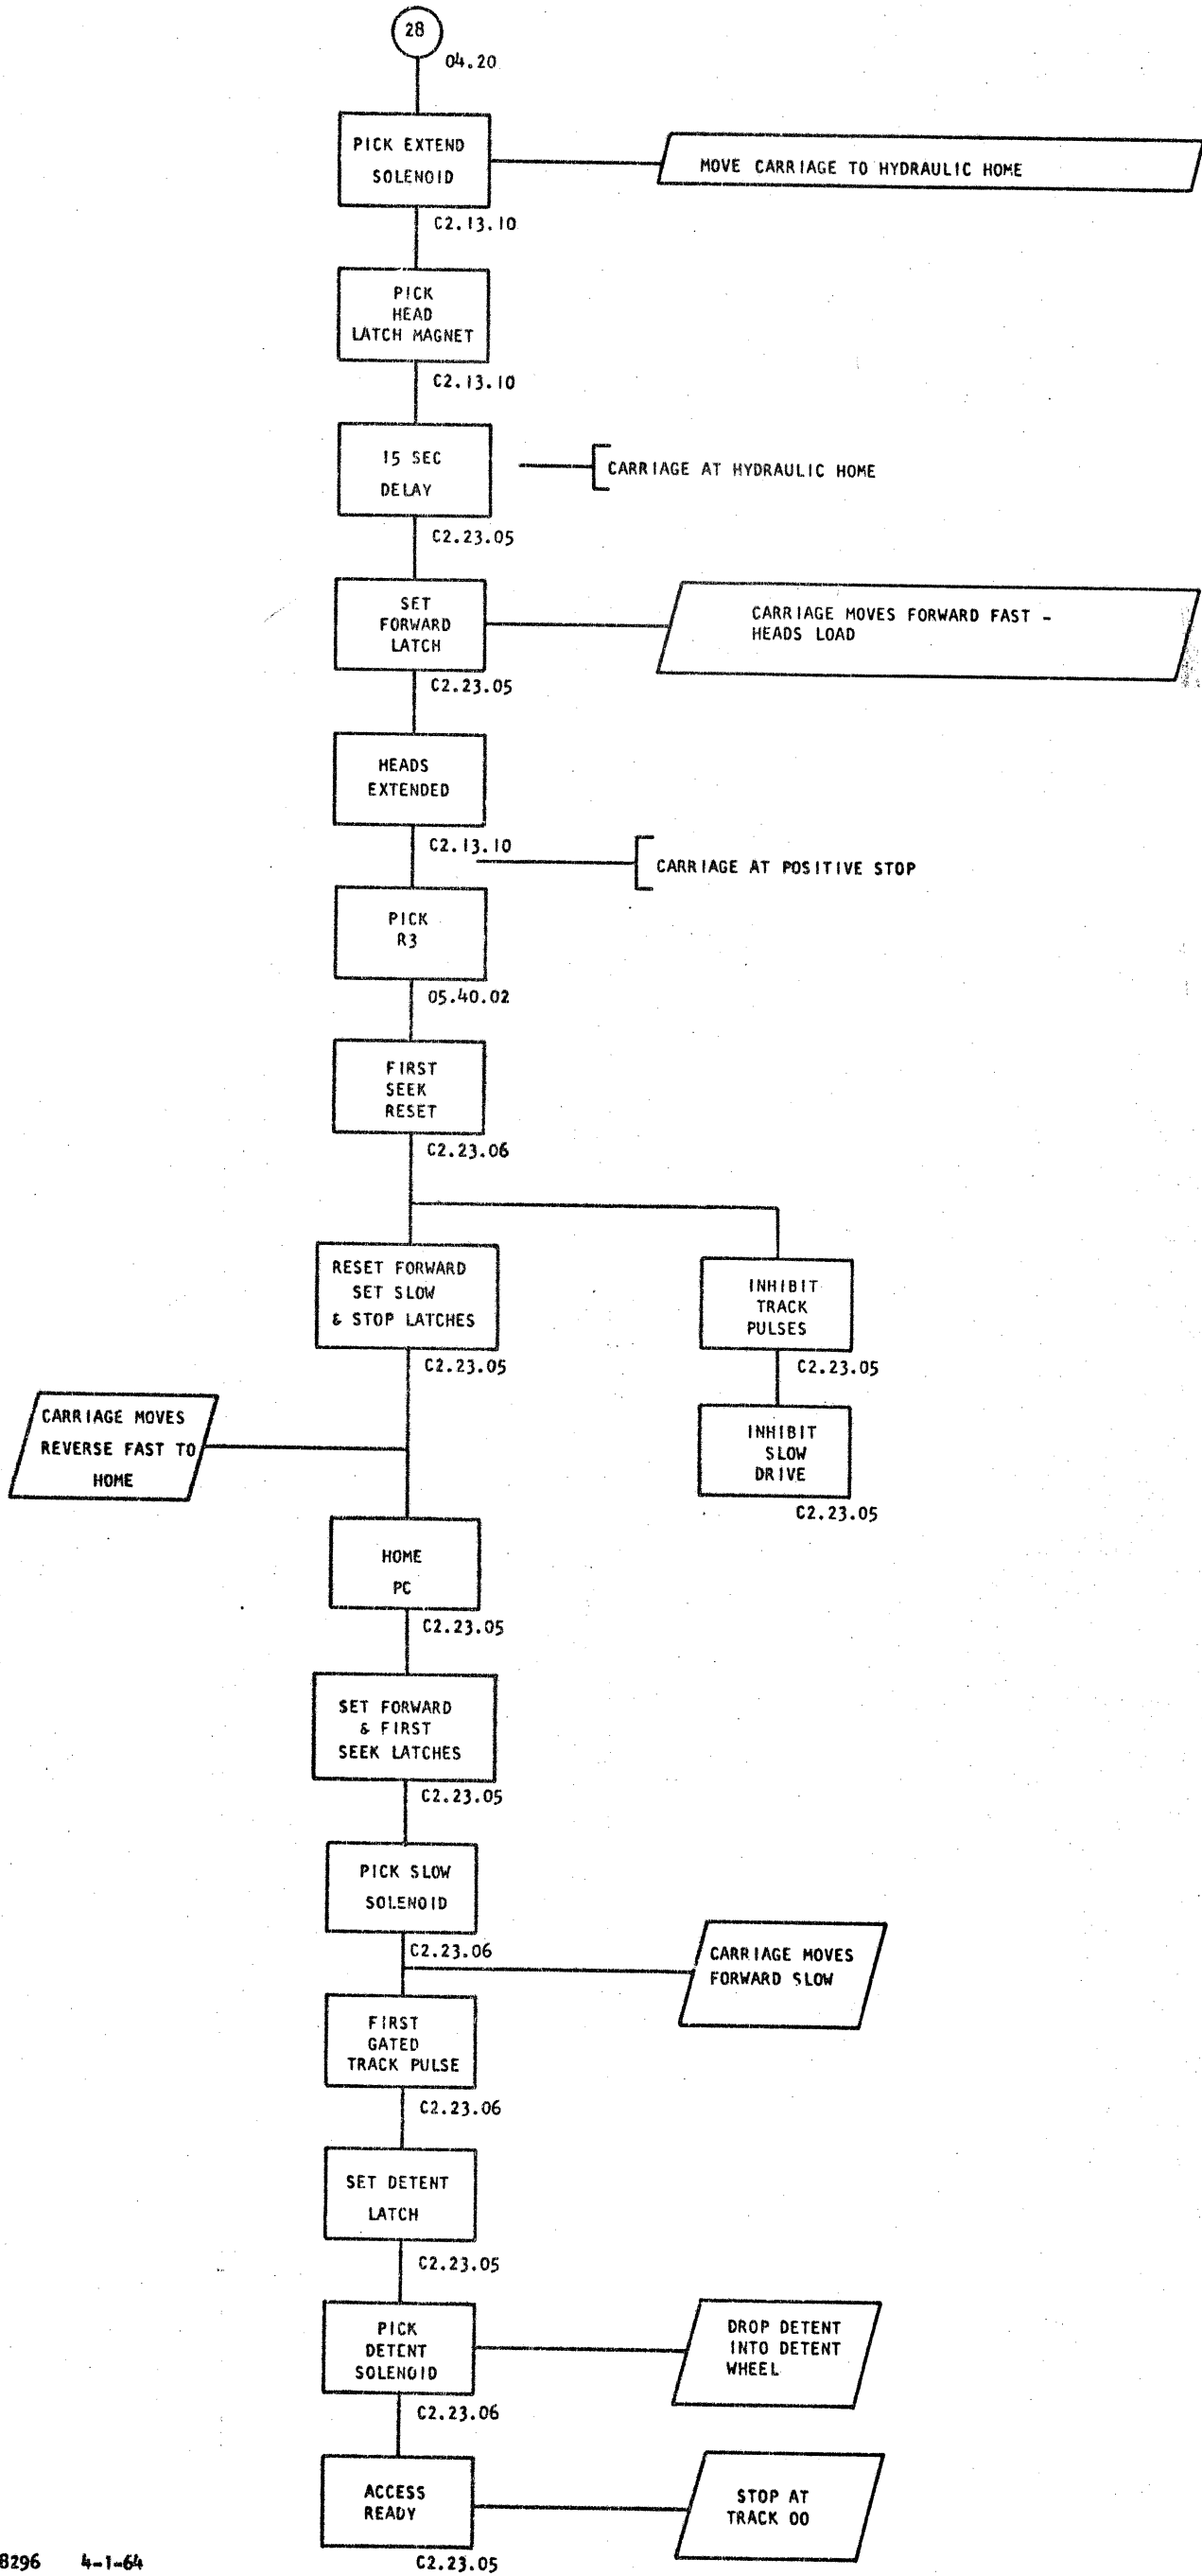 28
04.20
PICK EXTEND
SOLENOID
MOVE CARRIAGE TO HYDRAULIC HOME
C2.13.10
PICK
HEAD
LATCH MAGNET
C2.13.10
15 SEC
DELAY
CARRIAGE AT HYDRAULIC HOME
C2.23.05
SET
FORWARD
LATCH
CARRIAGE MOVES FORWARD FAST -
HEADS LOAD
C2.23.05
HEADS
EXTENDED
C2.13.10
CARRIAGE AT POSITIVE STOP
PICK
R3
05.40.02
FIRST
SEEK
RESET
C2.23.06
RESET FORWARD
SET SLOW
& STOP LATCHES
C2.23.05
INHIBIT
TRACK
PULSES
C2.23.05
CARRIAGE MOVES
REVERSE FAST TO
HOME
INHIBIT
SLOW
DRIVE
C2.23.05
HOME
PC
C2.23.05
SET FORWARD
& FIRST
SEEK LATCHES
C2.23.05
PICK SLOW
SOLENOID
C2.23.06
CARRIAGE MOVES
FORWARD SLOW
FIRST
GATED
TRACK PULSE
C2.23.06
SET DETENT
LATCH
C2.23.05
PICK
DETENT
SOLENOID
DROP DETENT
INTO DETENT
WHEEL
C2.23.06
ACCESS
READY
STOP AT
TRACK 00
C2.23.05
8296 4-1-64